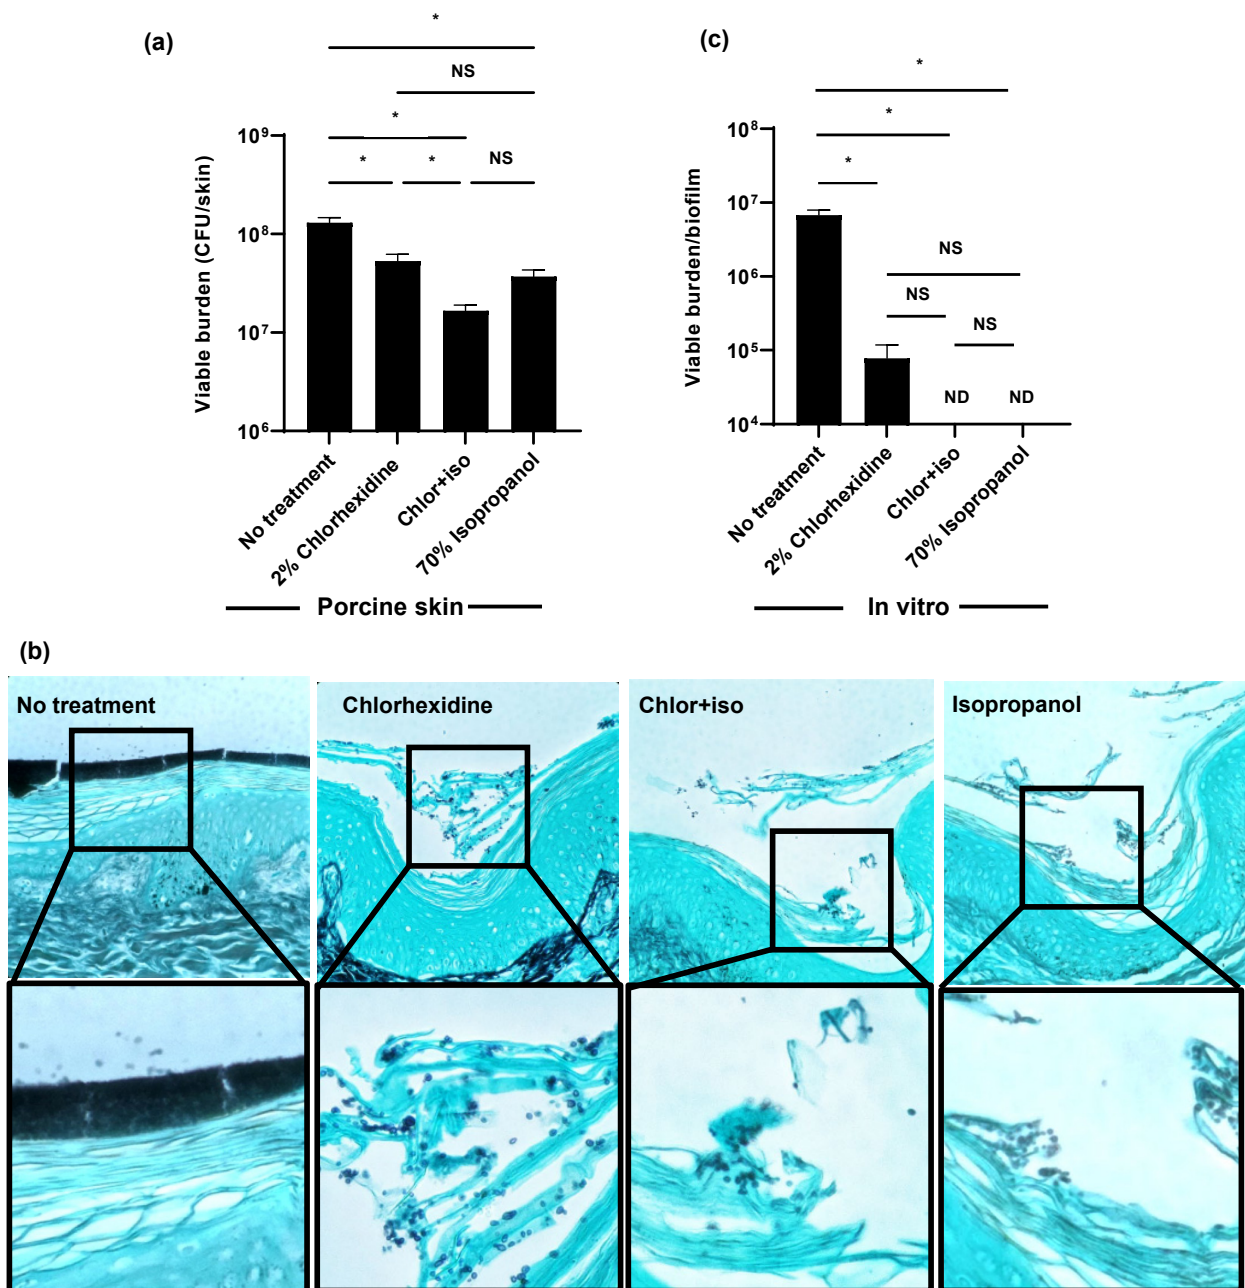 (a)
*
NS
*
*
*
NS
Viable burden (CFU/skin)
10⁹
10⁸
10⁷
10⁶
No treatment
2% Chlorhexidine
Chlor+iso
70% Isopropanol
Porcine skin
(c)
*
*
*
NS
NS
NS
ND
ND
Viable burden/biofilm
10⁸
10⁷
10⁶
10⁵
10⁴
No treatment
2% Chlorhexidine
Chlor+iso
70% Isopropanol
In vitro
(b)
No treatment
Chlorhexidine
Chlor+iso
Isopropanol